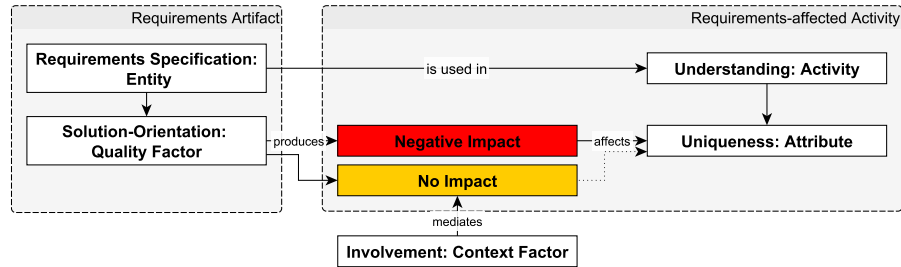 Requirements Artifact
Requirements-affected Activity
Requirements Specification:
Entity
is used in
Understanding: Activity
Solution-Orientation:
Quality Factor
produces
Negative Impact
affects
Uniqueness: Attribute
No Impact
mediates
Involvement: Context Factor